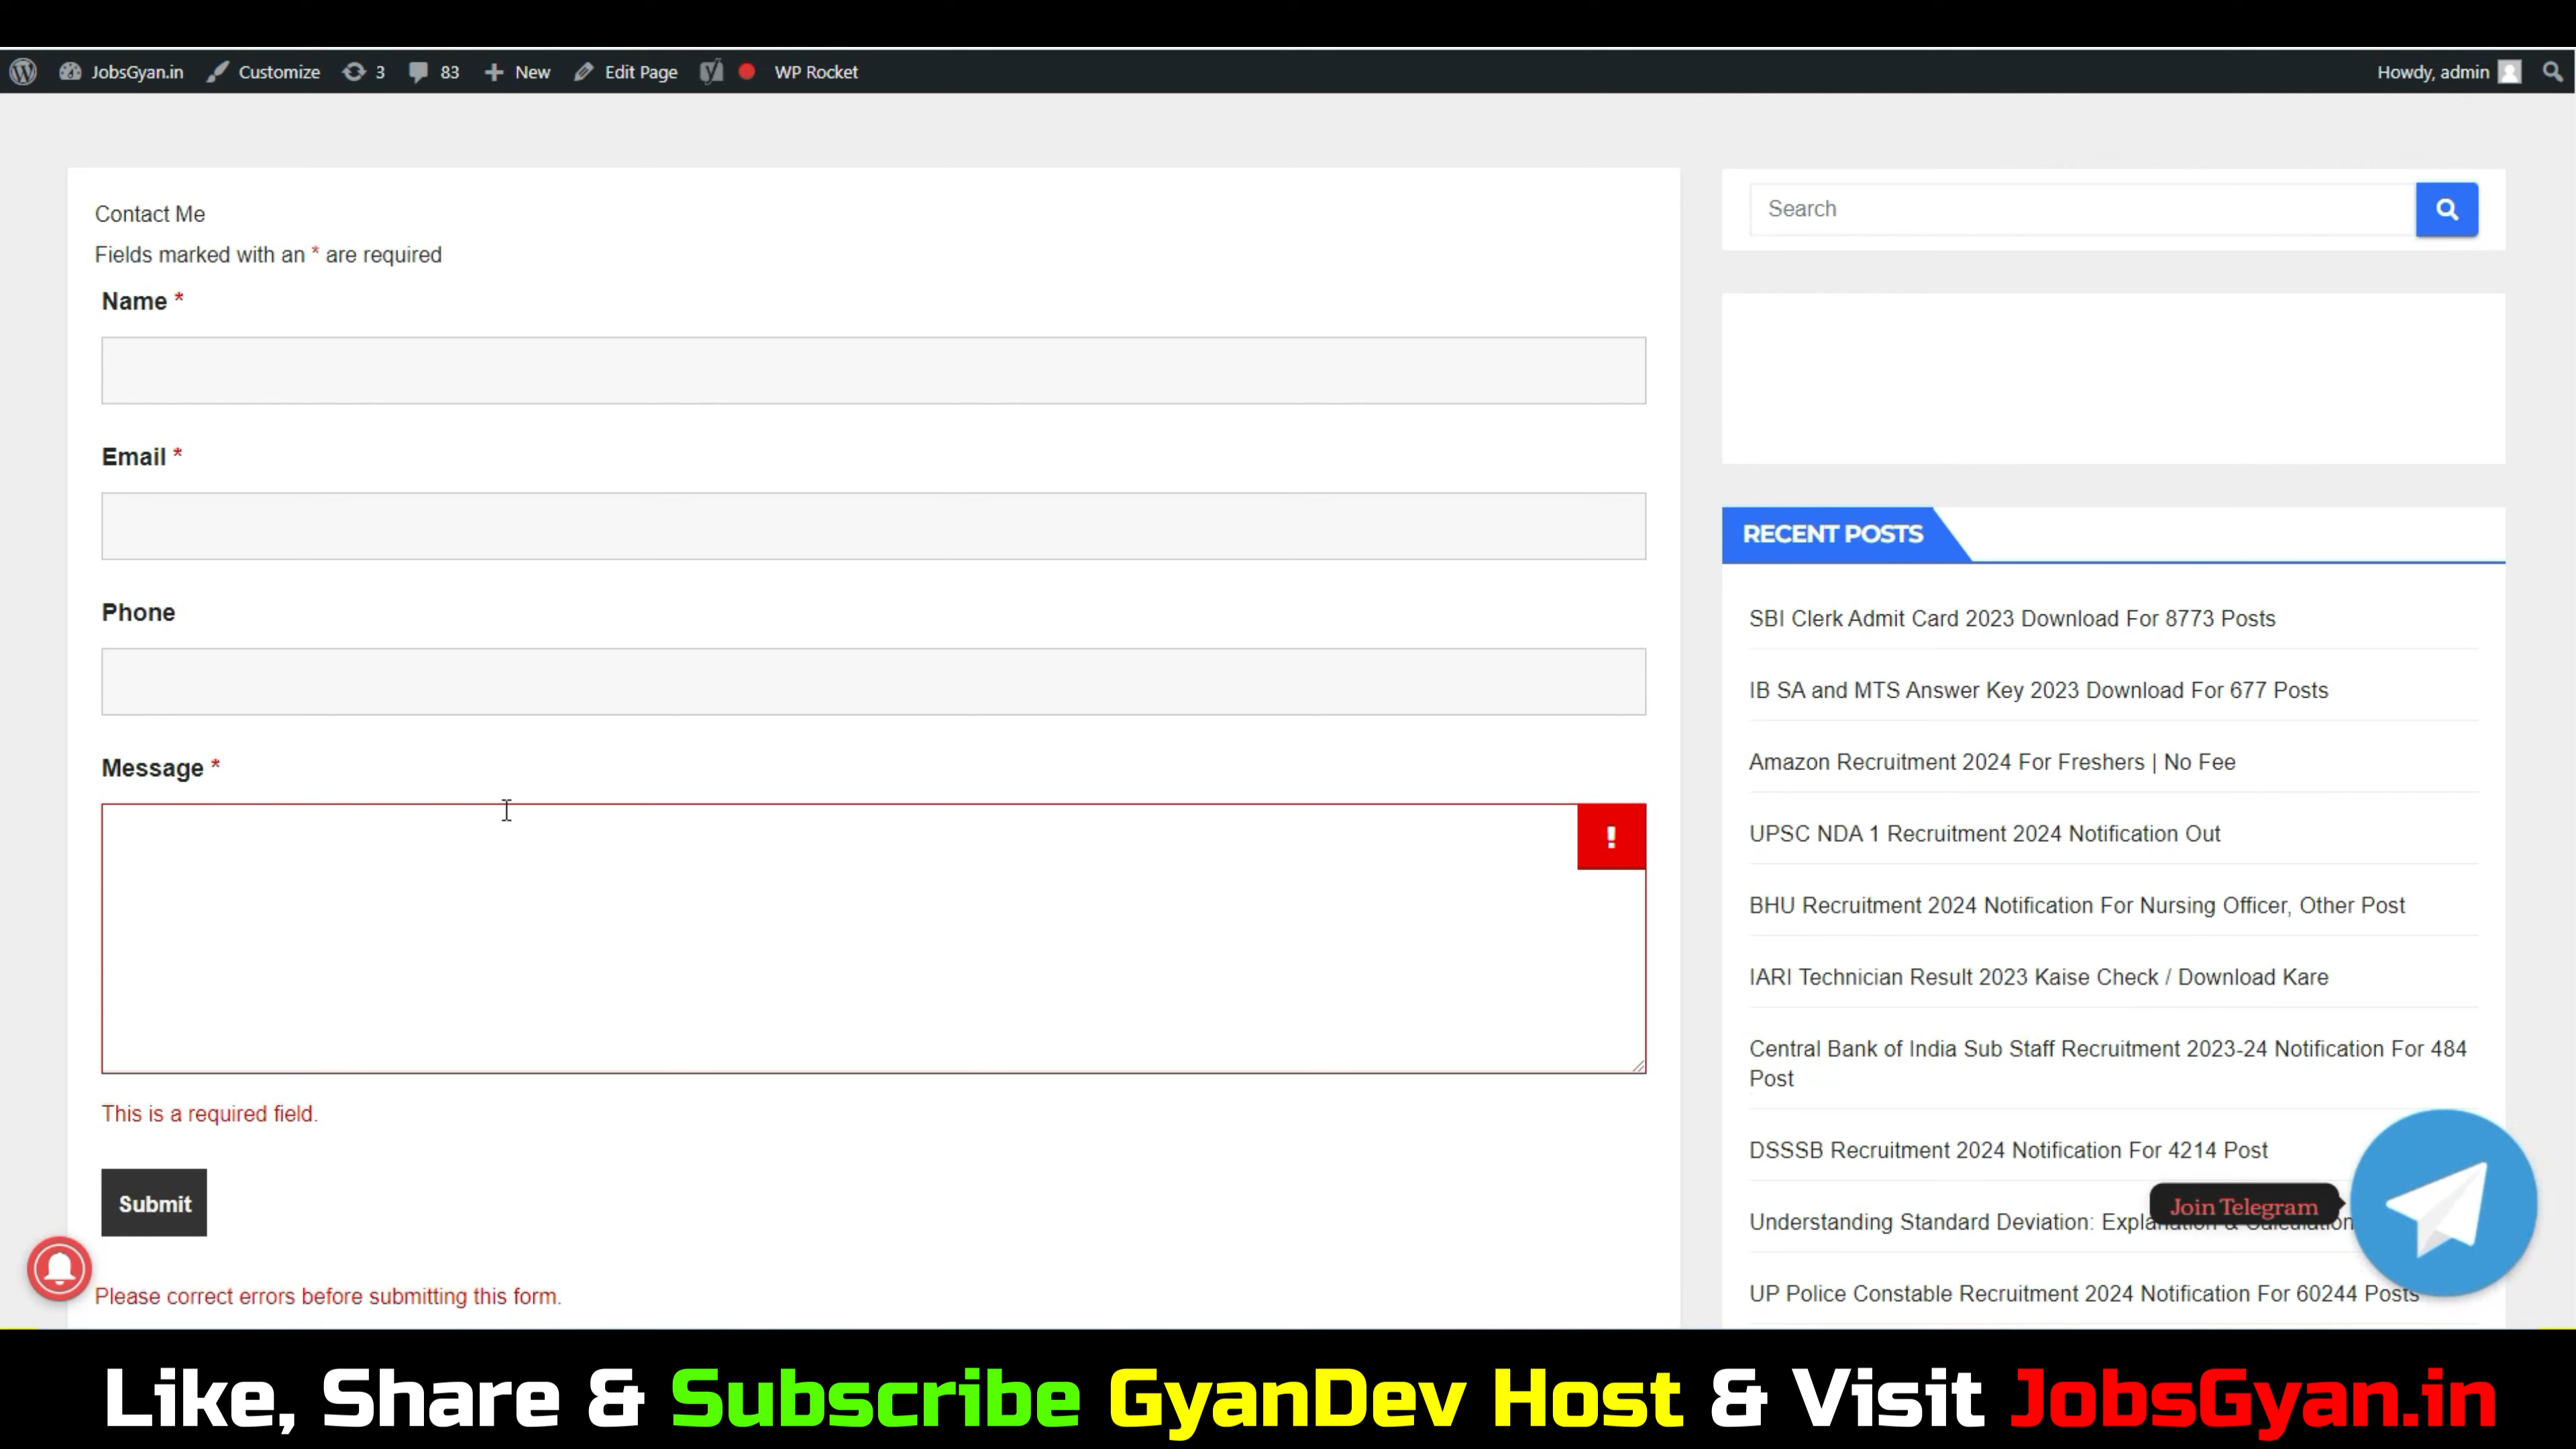 JobsGyan.in Customize 3 83 New Edit Page WP Rocket Howdy, admin
Contact Me
Fields marked with an * are required
Name *
Email *
Phone
Message *
!
This is a required field.
Submit
Please correct errors before submitting this form.
Search
RECENT POSTS
SBI Clerk Admit Card 2023 Download For 8773 Posts
IB SA and MTS Answer Key 2023 Download For 677 Posts
Amazon Recruitment 2024 For Freshers | No Fee
UPSC NDA 1 Recruitment 2024 Notification Out
BHU Recruitment 2024 Notification For Nursing Officer, Other Post
IARI Technician Result 2023 Kaise Check / Download Kare
Central Bank of India Sub Staff Recruitment 2023-24 Notification For 484
Post
DSSSB Recruitment 2024 Notification For 4214 Post
Join Telegram
Understanding Standard Deviation: Explanation & Calculation
UP Police Constable Recruitment 2024 Notification For 60244 Posts
Like, Share & Subscribe GyanDev Host & Visit JobsGyan.in